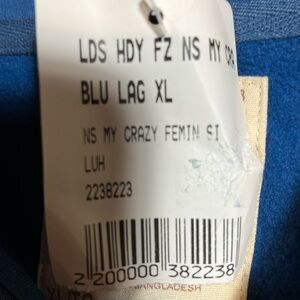 LDS HDY FZ NS MY CRA
BLU LAG XL
NS MY CRAZY FEMIN SI
LUH
2238223
2 200000 382238
BANGLADESH